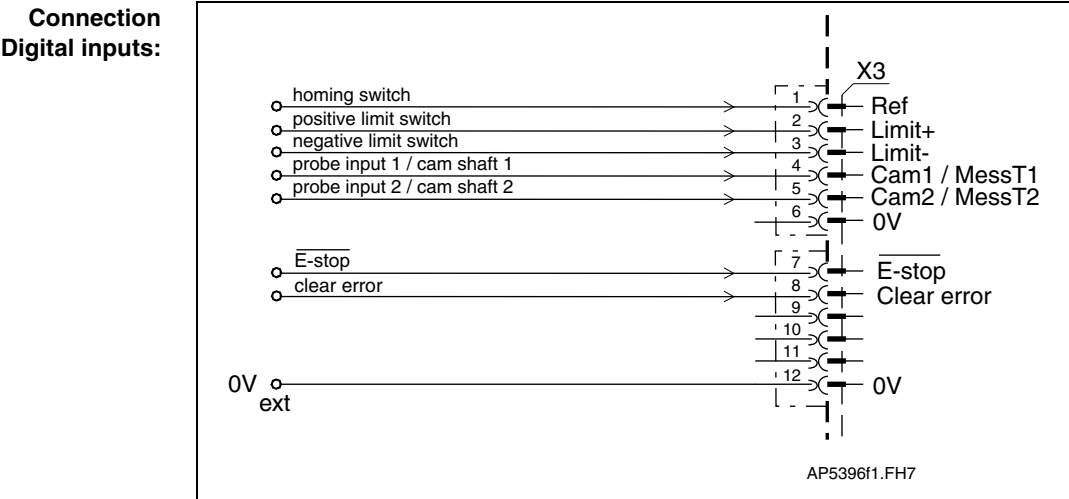 Connection
Digital inputs:
X3
homing switch 1 Ref
positive limit switch 2 Limit+
negative limit switch 3 Limit-
probe input 1 / cam shaft 1 4 Cam1 / MessT1
probe input 2 / cam shaft 2 5 Cam2 / MessT2
6 0V
E-stop 7 E-stop
clear error 8 Clear error
9
10
11
0V 12 0V
ext
AP5396f1.FH7